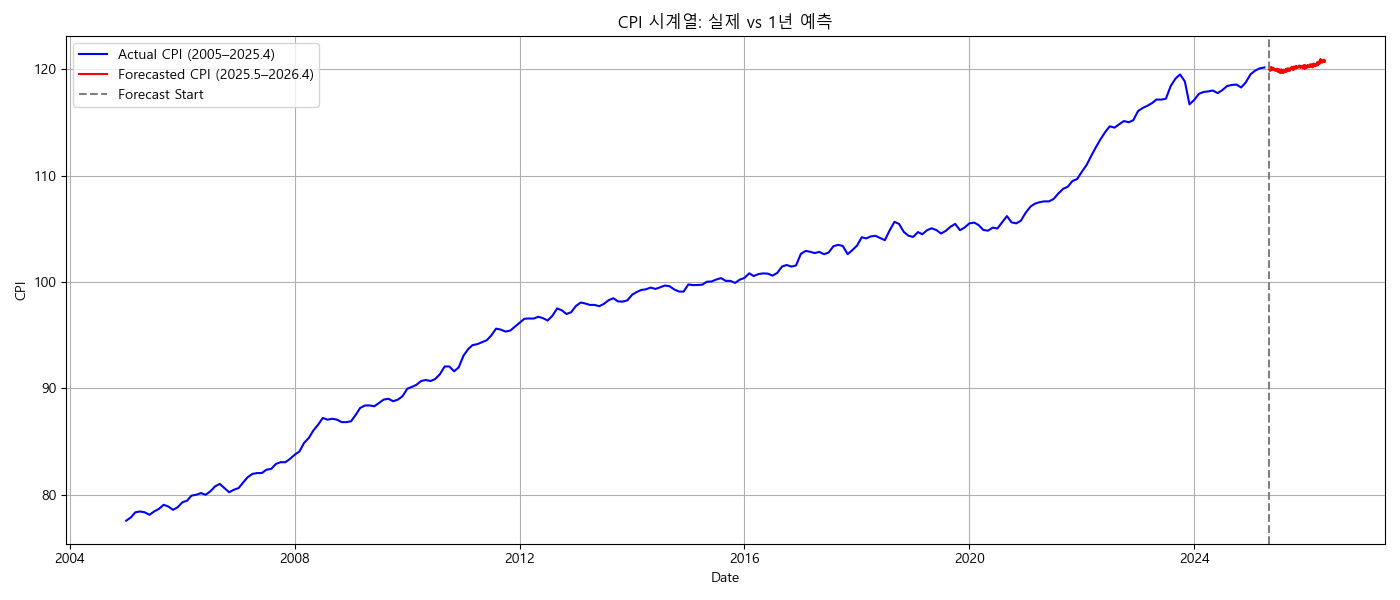 CPI 시계열: 실제 vs 1년 예측
Actual CPI (2005–2025.4)
Forecasted CPI (2025.5–2026.4)
Forecast Start
CPI
120
110
100
90
80
2004
2008
2012
2016
2020
2024
Date